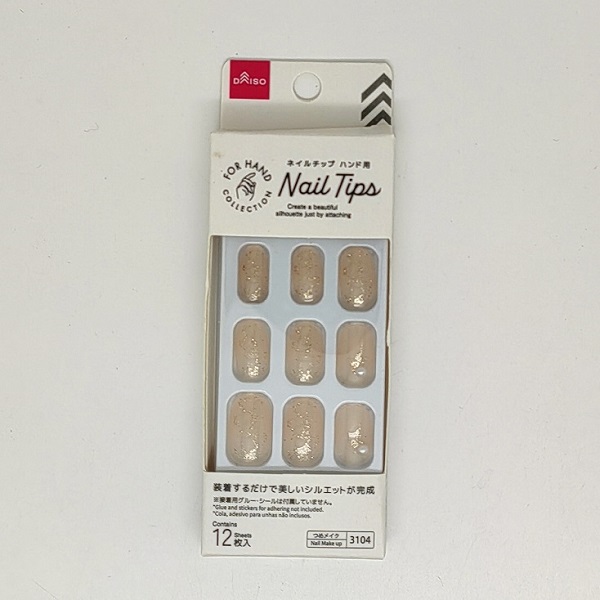 DAISO
FOR HAND
COLLECTION
ネイルチップ ハンド用
Nail Tips
Create a beautiful
silhouette just by attaching
装着するだけで美しいシルエットが完成
※接着用グルー・シールは付属していません。
*Glue and stickers for adhering not included.
*Cola, adesivo para unhas não inclusos.
Contains
12 Sheets 枚入
つめメイク
Nail Make up
3104